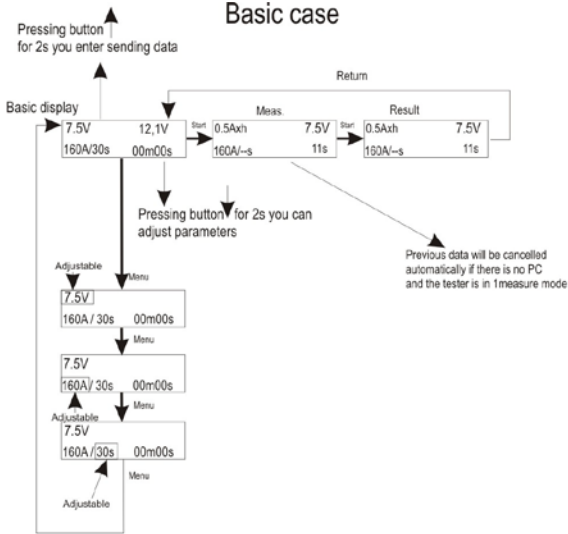 Basic case
Pressing button
for 2s you enter sending data
Return
Basic display
Meas.
Result
7.5V 12,1V
160A/30s 00m00s
Start
0.5Axh 7.5V
160A/--s 11s
Start
0.5Axh 7.5V
160A/--s 11s
Pressing button for 2s you can
adjust parameters
Previous data will be cancelled
automatically if there is no PC
and the tester is in 1measure mode
Adjustable
Menu
7.5V
160A / 30s 00m00s
Menu
7.5V
160A / 30s 00m00s
Adjustable
Menu
7.5V
160A / 30s 00m00s
Menu
Adjustable